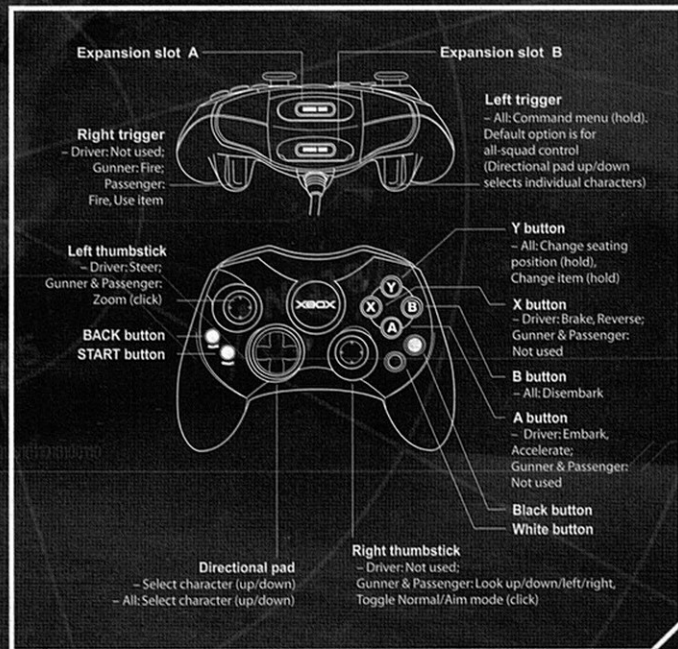 Expansion slot A
Expansion slot B
Left trigger
– All: Command menu (hold).
Default option is for
all-squad control
(Directional pad up/down
selects individual characters)
Right trigger
– Driver: Not used;
Gunner: Fire;
Passenger:
Fire, Use item
Y button
– All: Change seating
position (hold),
Change item (hold)
Left thumbstick
– Driver: Steer;
Gunner & Passenger:
Zoom (click)
XBOX
Y
X
B
A
X button
– Driver: Brake, Reverse;
Gunner & Passenger:
Not used
BACK button
START button
B button
– All: Disembark
A button
– Driver: Embark,
Accelerate;
Gunner & Passenger:
Not used
Black button
White button
Directional pad
– Select character (up/down)
– All: Select character (up/down)
Right thumbstick
– Driver: Not used;
Gunner & Passenger: Look up/down/left/right,
Toggle Normal/Aim mode (click)